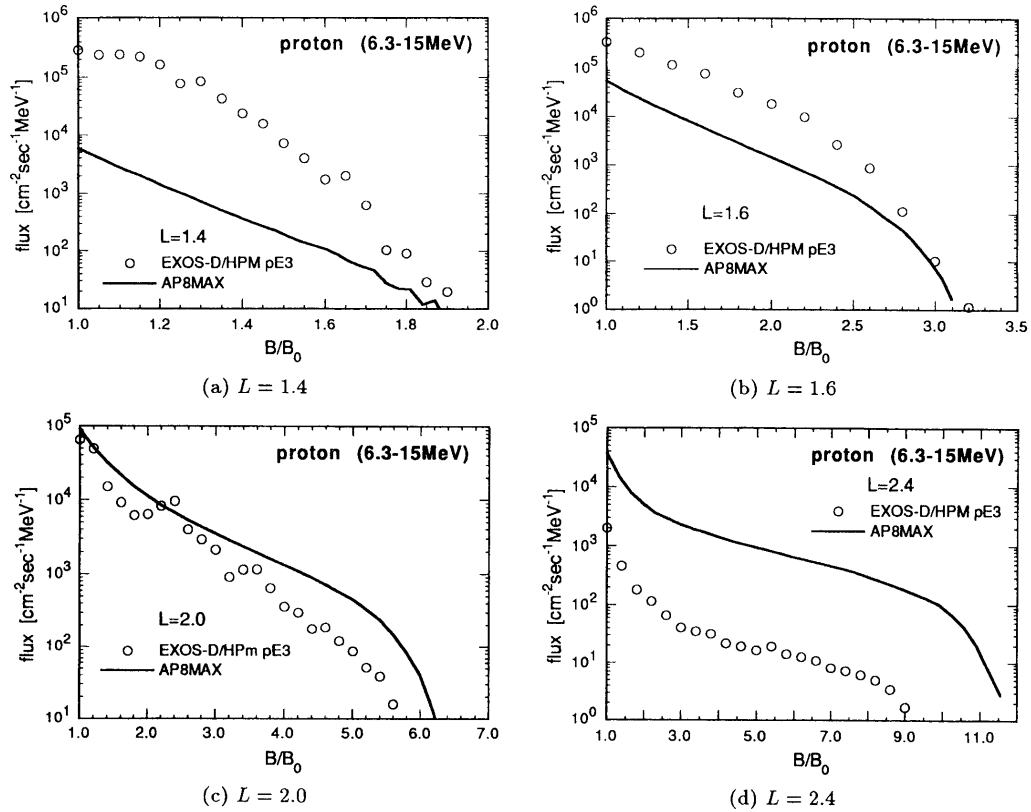 proton (6.3-15MeV)
flux [cm⁻²sec⁻¹MeV⁻¹]
10⁶
10⁵
10⁴
10³
10²
10¹
L=1.4
EXOS-D/HPM pE3
AP8MAX
1.0 1.2 1.4 1.6 1.8 2.0
B/B₀
(a) L = 1.4
proton (6.3-15MeV)
flux [cm⁻²sec⁻¹MeV⁻¹]
10⁶
10⁵
10⁴
10³
10²
10¹
10⁰
L=1.6
EXOS-D/HPM pE3
AP8MAX
1.0 1.5 2.0 2.5 3.0 3.5
B/B₀
(b) L = 1.6
proton (6.3-15MeV)
flux [cm⁻²sec⁻¹MeV⁻¹]
10⁵
10⁴
10³
10²
10¹
L=2.0
EXOS-D/HPm pE3
AP8MAX
1.0 2.0 3.0 4.0 5.0 6.0 7.0
B/B₀
(c) L = 2.0
proton (6.3-15MeV)
flux [cm⁻²sec⁻¹MeV⁻¹]
10⁵
10⁴
10³
10²
10¹
10⁰
L=2.4
EXOS-D/HPM pE3
AP8MAX
1.0 3.0 5.0 7.0 9.0 11.0
B/B₀
(d) L = 2.4